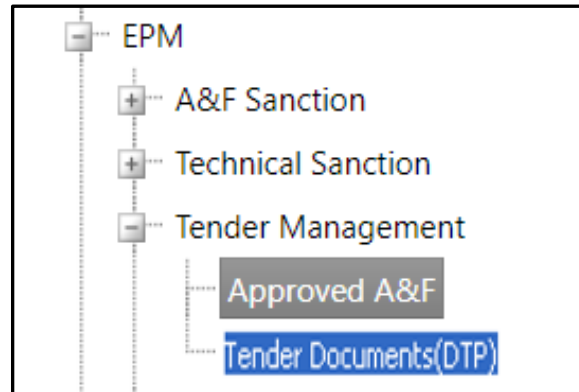 EPM
A&F Sanction
Technical Sanction
Tender Management
Approved A&F
Tender Documents(DTP)